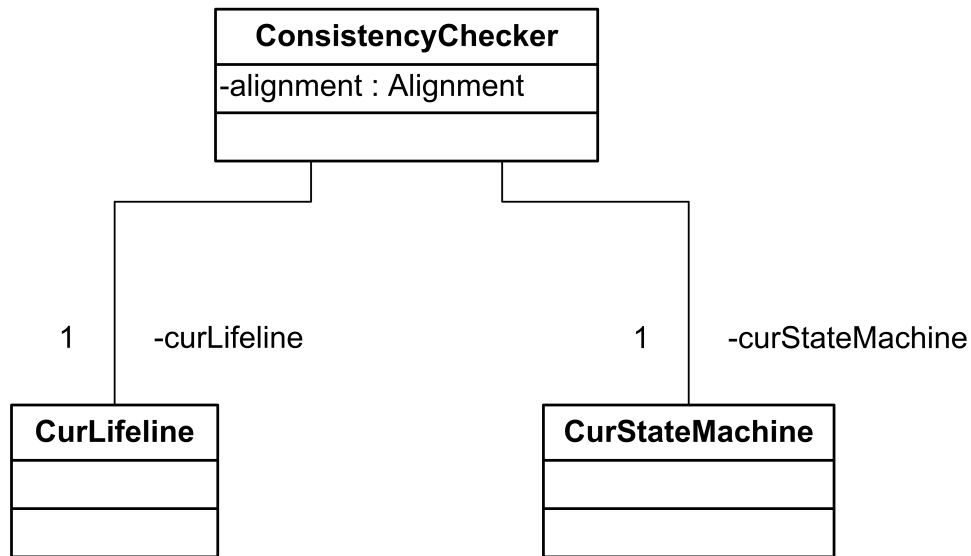 ConsistencyChecker
-alignment : Alignment
1
-curLifeline
1
-curStateMachine
CurLifeline
CurStateMachine